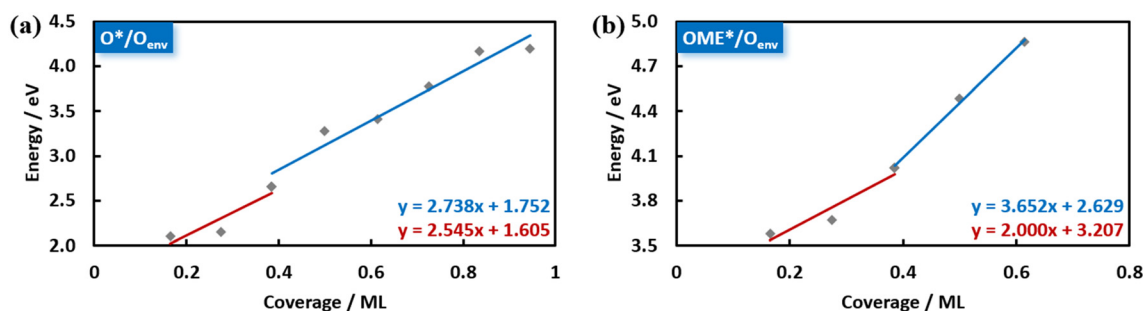 (a)
O*/Oenv
Energy / eV
4.5
4.0
3.5
3.0
2.5
2.0
y = 2.738x + 1.752
y = 2.545x + 1.605
0 0.2 0.4 0.6 0.8 1
Coverage / ML
(b)
OME*/Oenv
Energy / eV
5.0
4.7
4.4
4.1
3.8
3.5
y = 3.652x + 2.629
y = 2.000x + 3.207
0 0.2 0.4 0.6 0.8
Coverage / ML